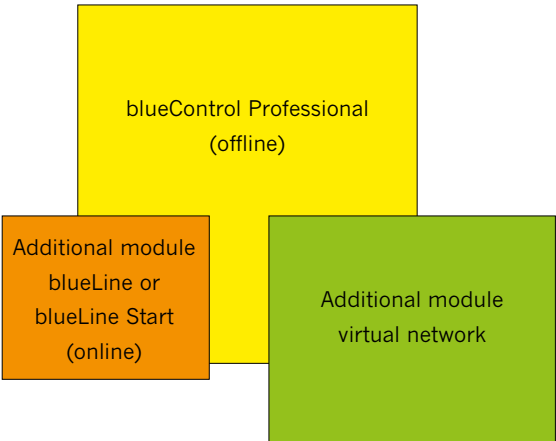 blueControl Professional
(offline)
Additional module
blueLine or
blueLine Start
(online)
Additional module
virtual network